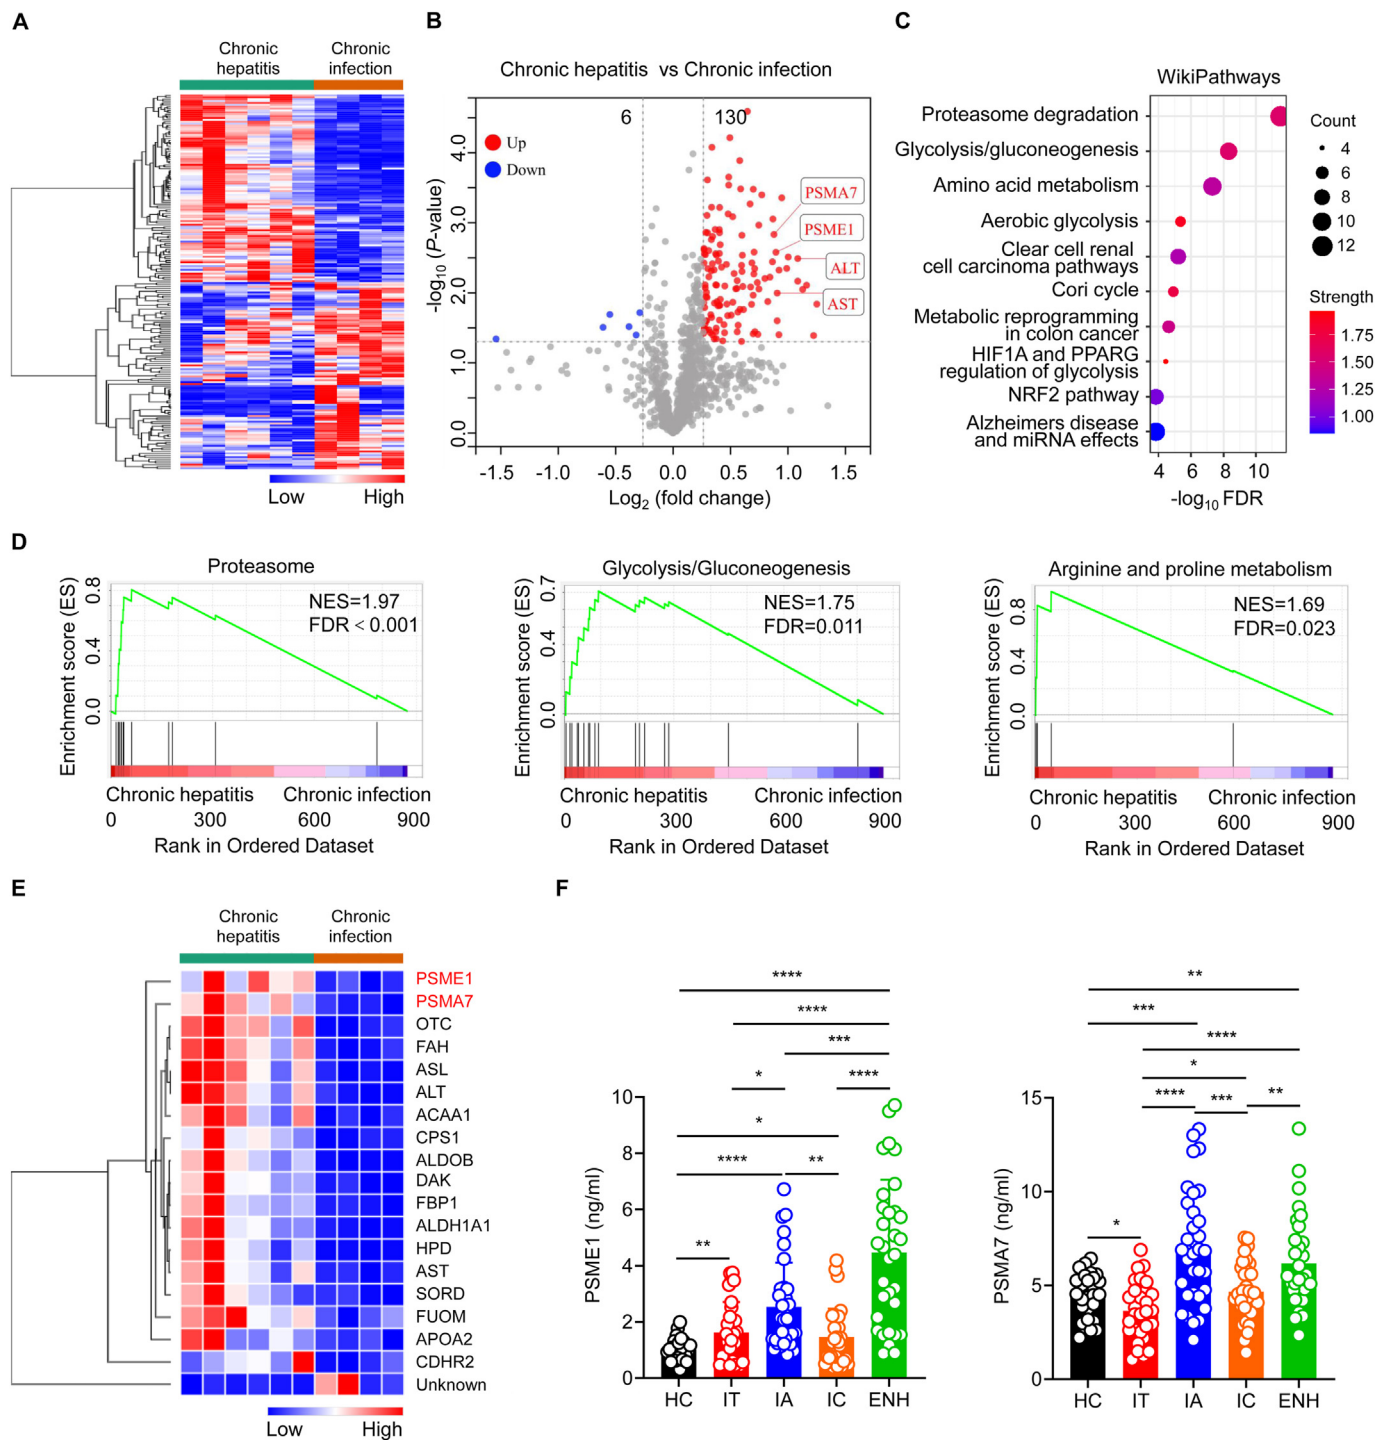 A
Chronic
hepatitis
Chronic
infection
Low
High
B
Chronic hepatitis vs Chronic infection
6
130
Up
Down
PSMA7
PSME1
ALT
AST
-log10 (P-value)
4.0
3.0
2.0
1.0
0.0
-1.5
-1.0
-0.5
0.0
0.5
1.0
1.5
Log2 (fold change)
C
WikiPathways
Proteasome degradation
Glycolysis/gluconeogenesis
Amino acid metabolism
Aerobic glycolysis
Clear cell renal
cell carcinoma pathways
Cori cycle
Metabolic reprogramming
in colon cancer
HIF1A and PPARG
regulation of glycolysis
NRF2 pathway
Alzheimers disease
and miRNA effects
4
6
8
10
-log10 FDR
Count
4
6
8
10
12
Strength
1.75
1.50
1.25
1.00
D
Proteasome
NES=1.97
FDR＜0.001
Enrichment score (ES)
0.8
0.4
0.0
Chronic hepatitis
Chronic infection
0
300
600
900
Rank in Ordered Dataset
Glycolysis/Gluconeogenesis
NES=1.75
FDR=0.011
Enrichment score (ES)
0.7
0.4
0.0
Chronic hepatitis
Chronic infection
0
300
600
900
Rank in Ordered Dataset
Arginine and proline metabolism
NES=1.69
FDR=0.023
Enrichment score (ES)
0.8
0.4
0.0
Chronic hepatitis
Chronic infection
0
300
600
900
Rank in Ordered Dataset
E
Chronic
hepatitis
Chronic
infection
PSME1
PSMA7
OTC
FAH
ASL
ALT
ACAA1
CPS1
ALDOB
DAK
FBP1
ALDH1A1
HPD
AST
SORD
FUOM
APOA2
CDHR2
Unknown
Low
High
F
****
****
***
*
****
*
****
**
**
PSME1 (ng/ml)
10
8
6
4
2
0
HC
IT
IA
IC
ENH
**
***
****
*
****
***
**
*
PSMA7 (ng/ml)
15
10
5
0
HC
IT
IA
IC
ENH